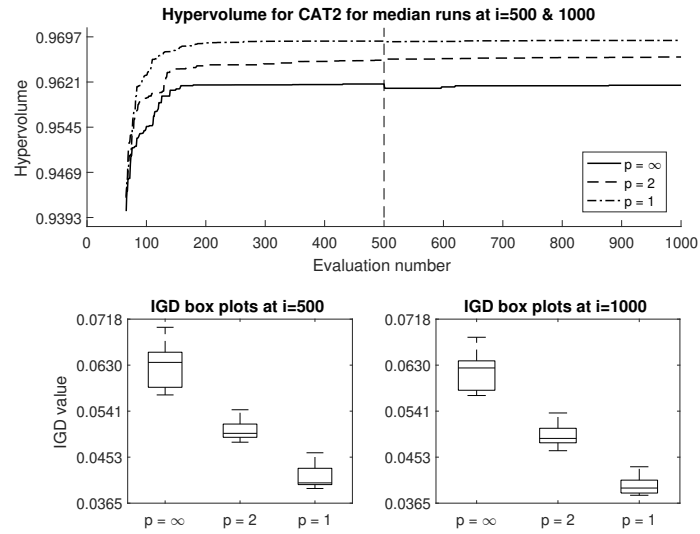 Hypervolume for CAT2 for median runs at i=500 & 1000
0.9697
0.9621
0.9545
0.9469
0.9393
Hypervolume
p = ∞
p = 2
p = 1
0 100 200 300 400 500 600 700 800 900 1000
Evaluation number
IGD box plots at i=500
0.0718
0.0630
0.0541
0.0453
0.0365
IGD value
p = ∞ p = 2 p = 1
IGD box plots at i=1000
0.0718
0.0630
0.0541
0.0453
0.0365
p = ∞ p = 2 p = 1